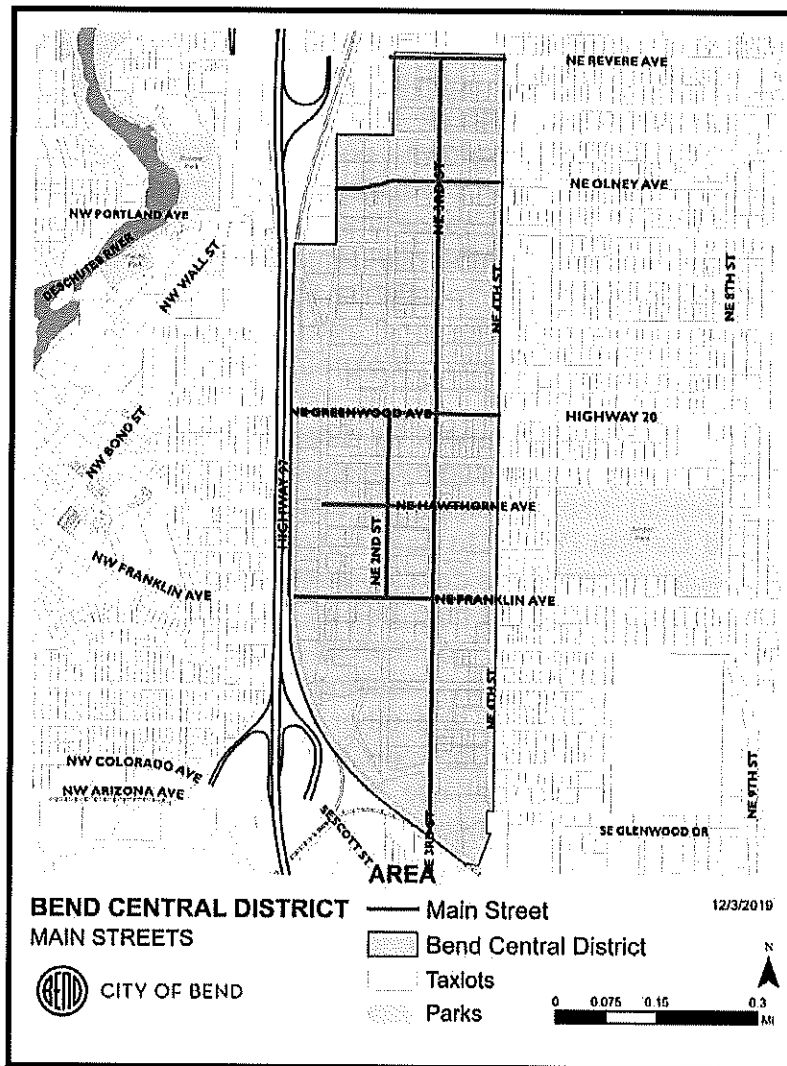 NE REVERE AVE
NE 3RD ST
NE OLNEY AVE
NW PORTLAND AVE
DESCHUTES RIVER
NW WALL ST
NE 4TH ST
NE 8TH ST
NE GREENWOOD AVE
HIGHWAY 20
NW BOND ST
HIGHWAY 97
NE HAWTHORNE AVE
NE 2ND ST
NW FRANKLIN AVE
NE FRANKLIN AVE
NE 4TH ST
NW COLORADO AVE
NW ARIZONA AVE
NE 9TH ST
SE SCOTT ST
NE 3RD ST
SE GLENWOOD DR
AREA
BEND CENTRAL DISTRICT
MAIN STREETS
BEND
CITY OF BEND
Main Street
Bend Central District
Taxlots
Parks
12/3/2019
N
0 0.075 0.15 0.3
Mi